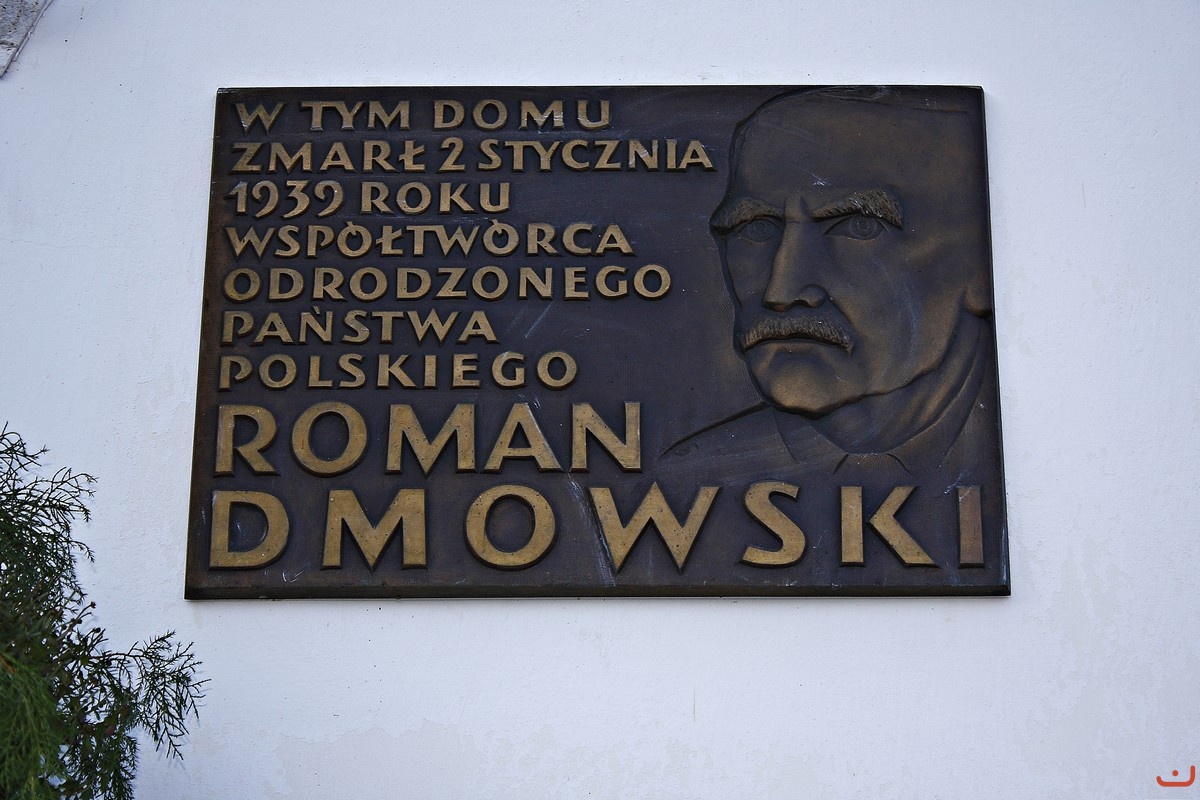 W TYM DOMU
ZMARŁ 2 STYCZNIA
1939 ROKU
WSPÓŁTWÓRCA
ODRODZONEGO
PAŃSTWA
POLSKIEGO
ROMAN
DMOWSKI